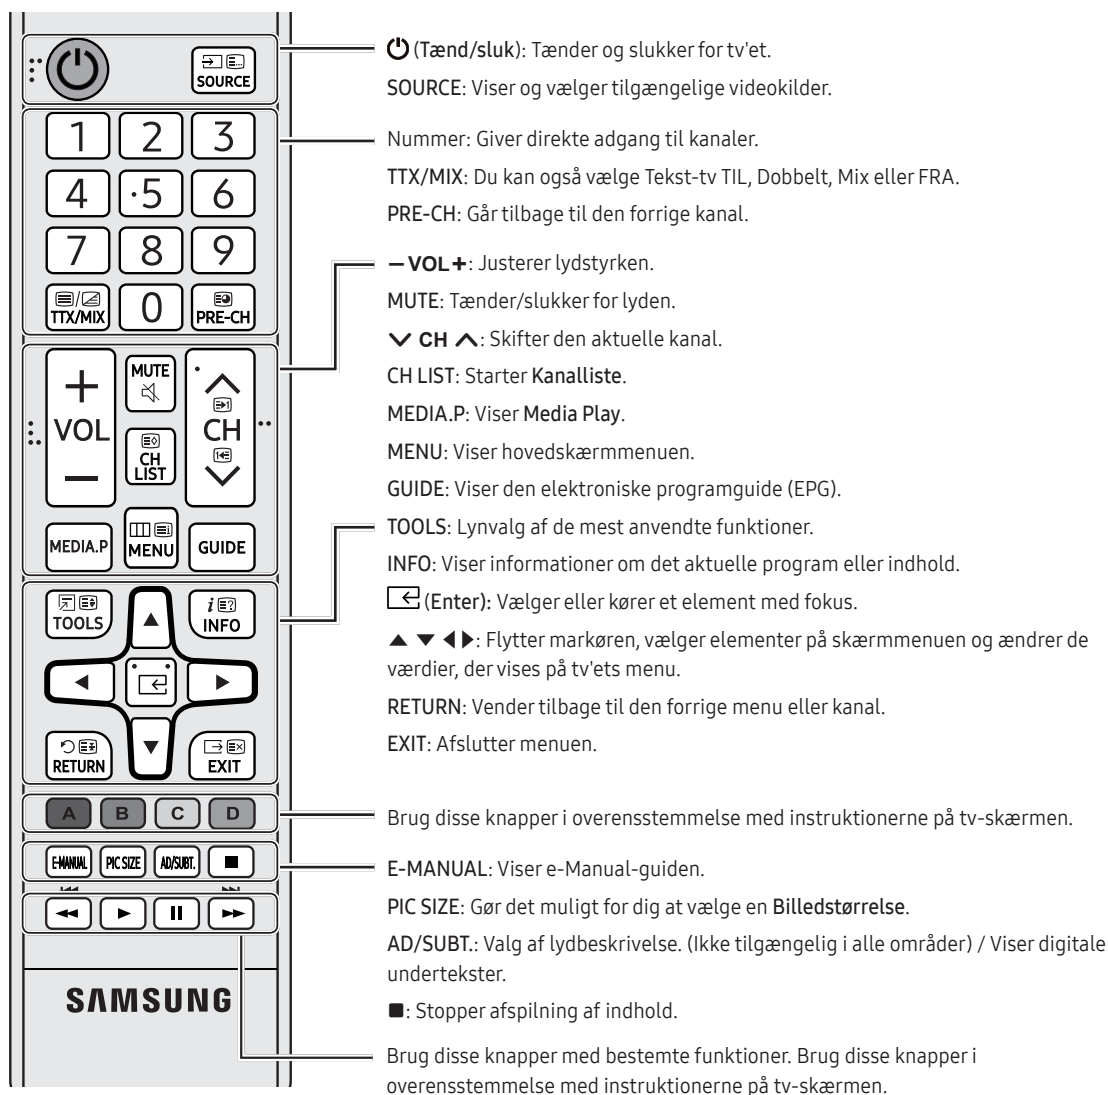 SOURCE
1 2 3
4 5 6
7 8 9
TTX/MIX 0 PRE-CH
+ VOL −
MUTE
CH
CH
LIST
MEDIA.P MENU GUIDE
TOOLS INFO
RETURN EXIT
A B C D
E-MANUAL PIC SIZE AD/SUBT.
SAMSUNG
(Tænd/sluk): Tænder og slukker for tv'et.
SOURCE: Viser og vælger tilgængelige videokilder.
Nummer: Giver direkte adgang til kanaler.
TTX/MIX: Du kan også vælge Tekst-tv TIL, Dobbelt, Mix eller FRA.
PRE-CH: Går tilbage til den forrige kanal.
− VOL +: Justerer lydstyrken.
MUTE: Tænder/slukker for lyden.
CH : Skifter den aktuelle kanal.
CH LIST: Starter Kanalliste.
MEDIA.P: Viser Media Play.
MENU: Viser hovedskærmmenuen.
GUIDE: Viser den elektroniske programguide (EPG).
TOOLS: Lynvalg af de mest anvendte funktioner.
INFO: Viser informationer om det aktuelle program eller indhold.
(Enter): Vælger eller kører et element med fokus.
▲ ▼ ◀ ▶: Flytter markøren, vælger elementer på skærmmenuen og ændrer de
værdier, der vises på tv'ets menu.
RETURN: Vender tilbage til den forrige menu eller kanal.
EXIT: Afslutter menuen.
Brug disse knapper i overensstemmelse med instruktionerne på tv-skærmen.
E-MANUAL: Viser e-Manual-guiden.
PIC SIZE: Gør det muligt for dig at vælge en Billedstørrelse.
AD/SUBT.: Valg af lydbeskrivelse. (Ikke tilgængelig i alle områder) / Viser digitale
undertekster.
■: Stopper afspilning af indhold.
Brug disse knapper med bestemte funktioner. Brug disse knapper i
overensstemmelse med instruktionerne på tv-skærmen.